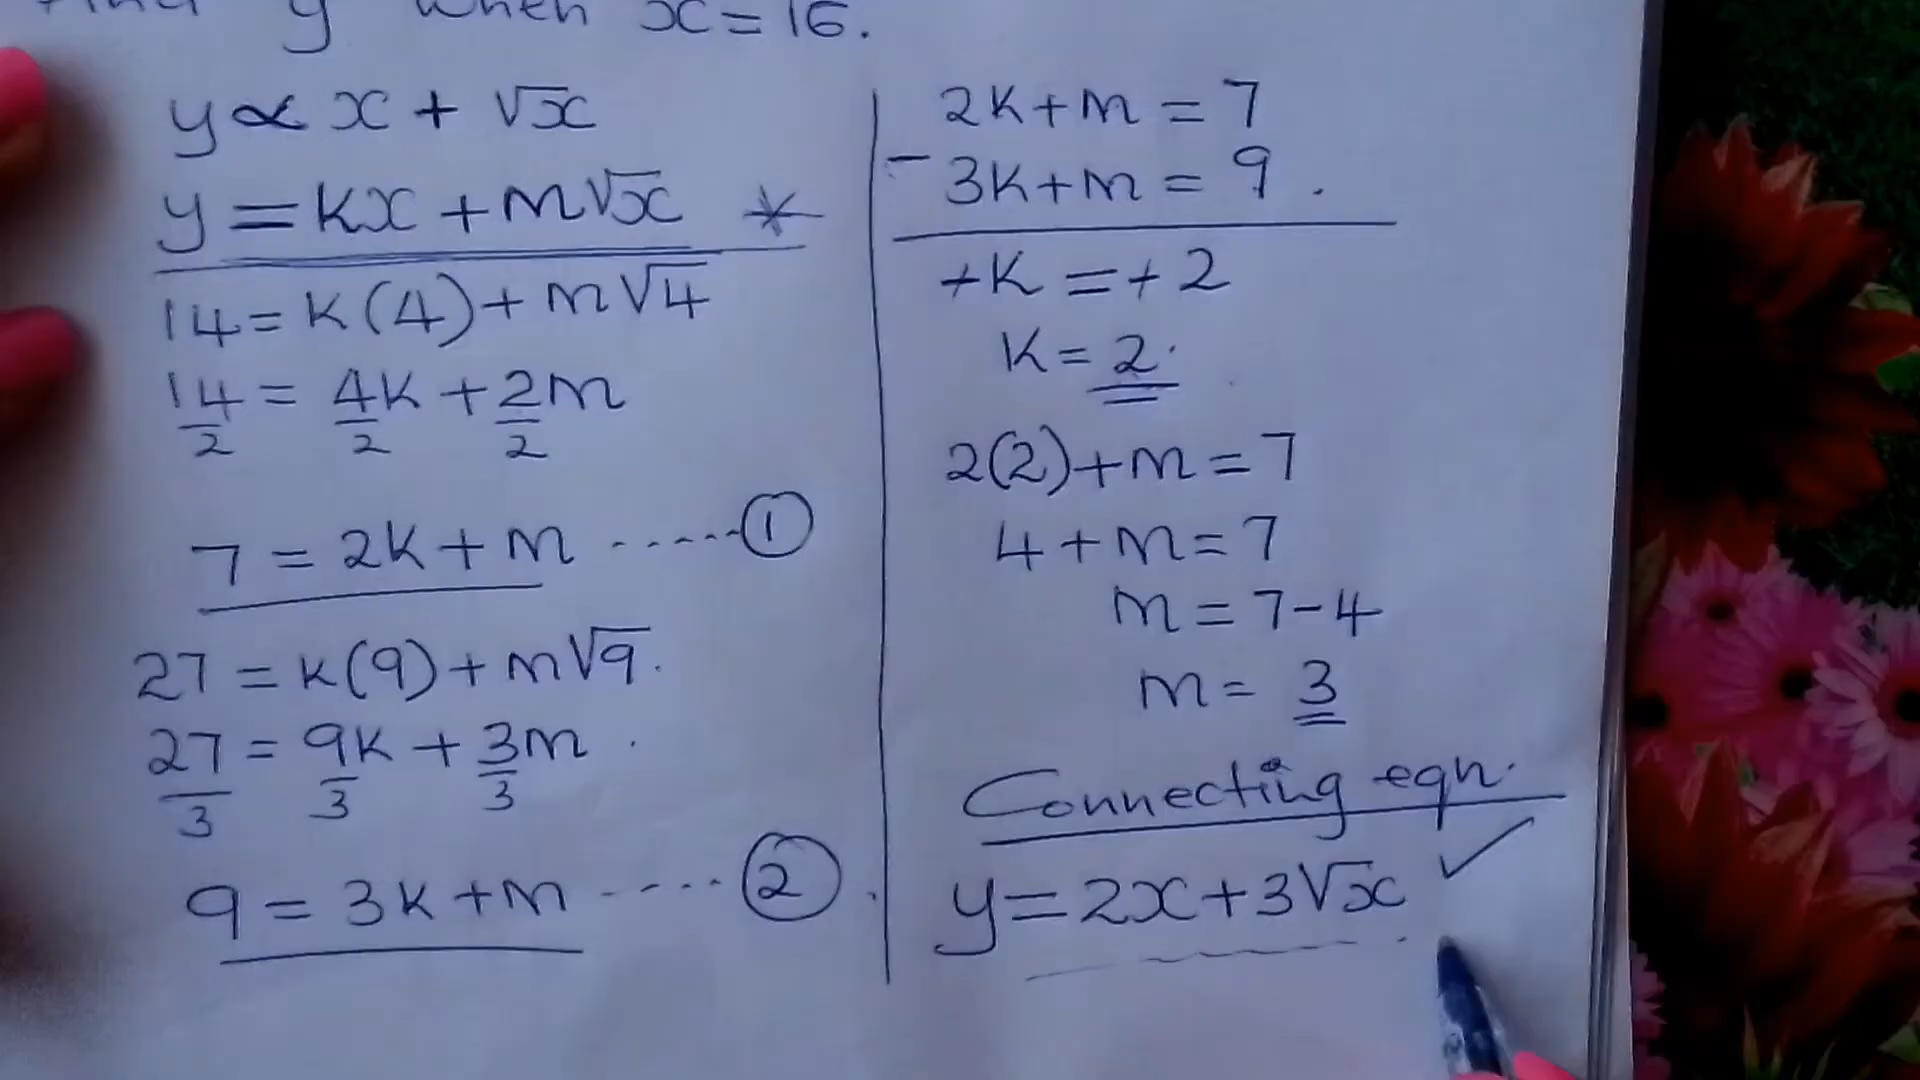 Find y when x=16.
y∝ x + √x
y = kx + m√x *
14 = k(4) + m√4
14/2 = 4k/2 + 2m/2
7 = 2k + m -----①
27 = k(9) + m√9.
27/3 = 9k/3 + 3m/3 .
9 = 3k + m ----② .
2k + m = 7
- 3k + m = 9 .
+k = +2
k = 2.
2(2) + m = 7
4 + m = 7
m = 7 - 4
m = 3
Connecting eqn.
y = 2x + 3√x ✓